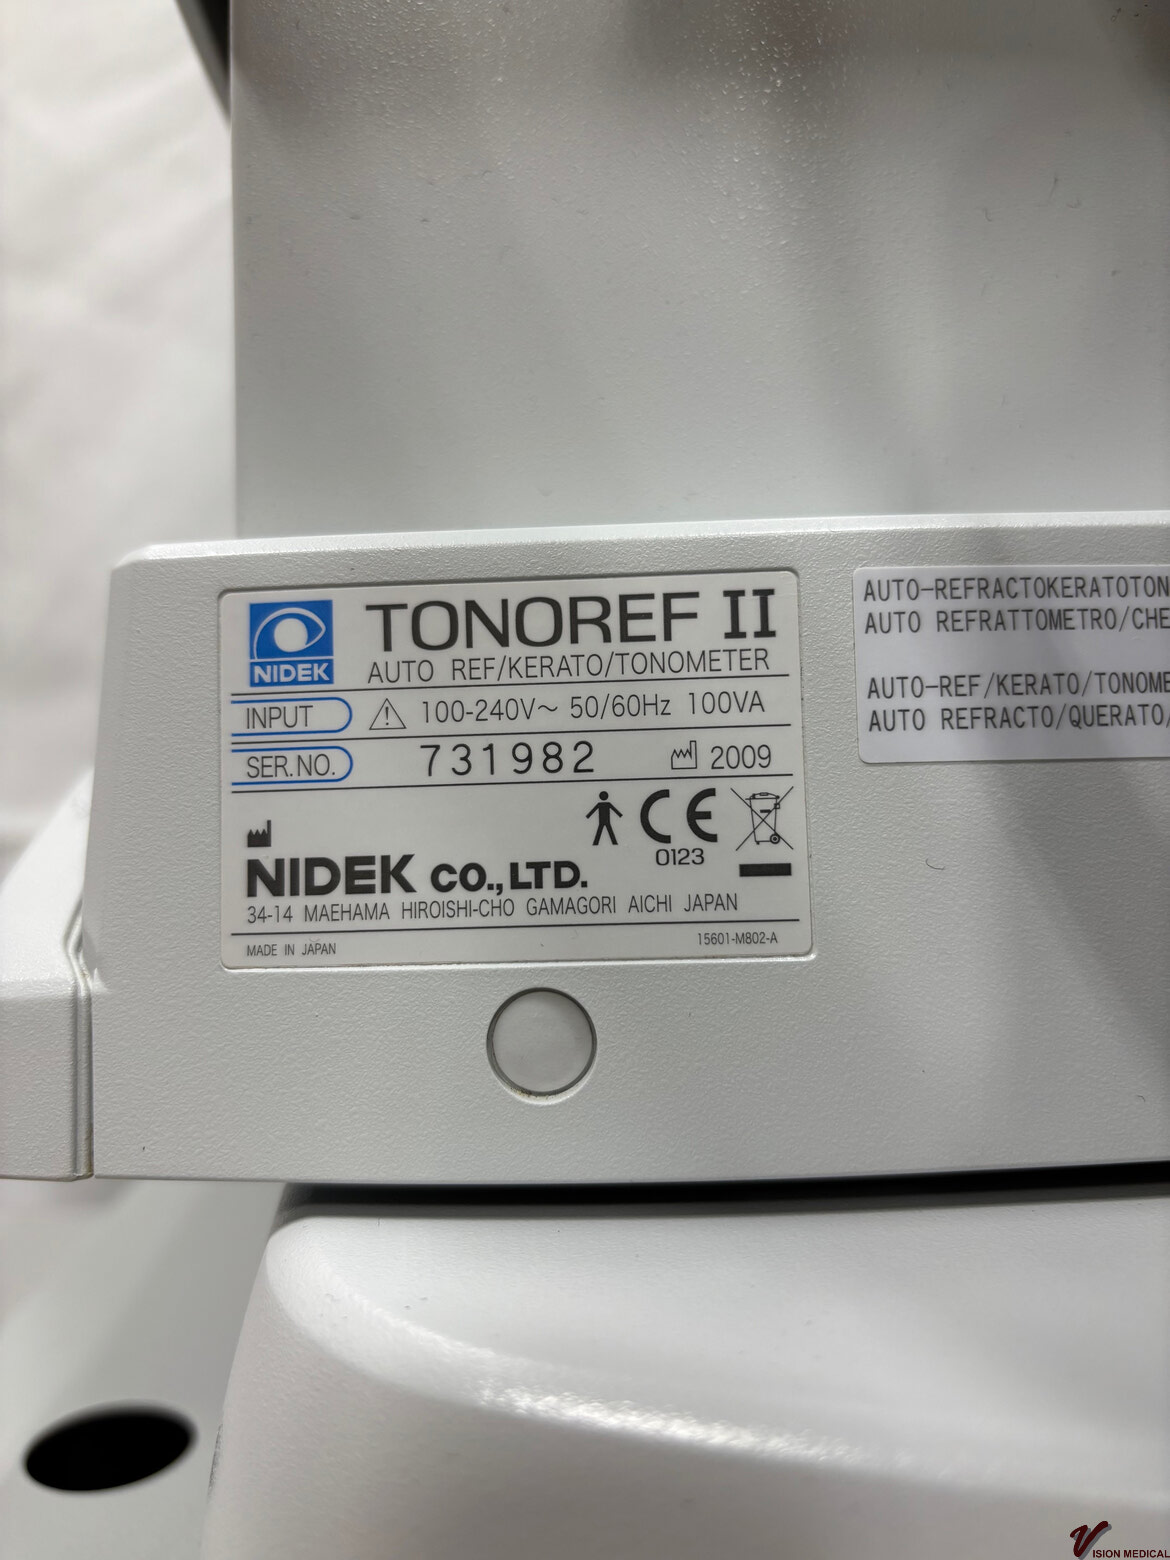 NIDEK
TONOREF II
AUTO REF/KERATO/TONOMETER
INPUT 100-240V~ 50/60Hz 100VA
SER.NO. 731982 2009
CE
0123
NIDEK CO., LTD.
34-14 MAEHAMA HIROISHI-CHO GAMAGORI AICHI JAPAN
MADE IN JAPAN 15601-M802-A
AUTO-REFRACTOKERATOTON
AUTO REFRATTOMETRO/CHE
AUTO-REF/KERATO/TONOME
AUTO REFRACTO/QUERATO/
VISION MEDICAL